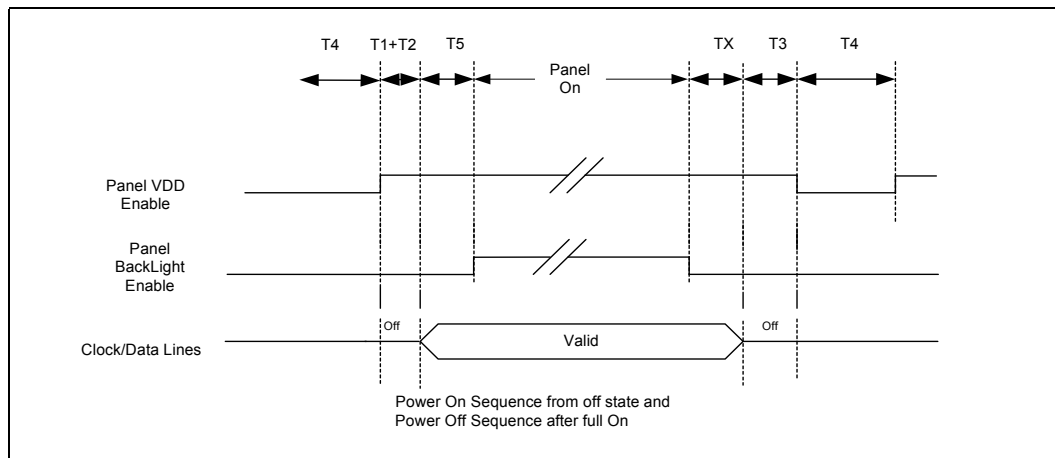 T4
T1+T2
T5
TX
T3
T4
Panel
On
Panel VDD
Enable
Panel
BackLight
Enable
Off
Off
Clock/Data Lines
Valid
Power On Sequence from off state and
Power Off Sequence after full On